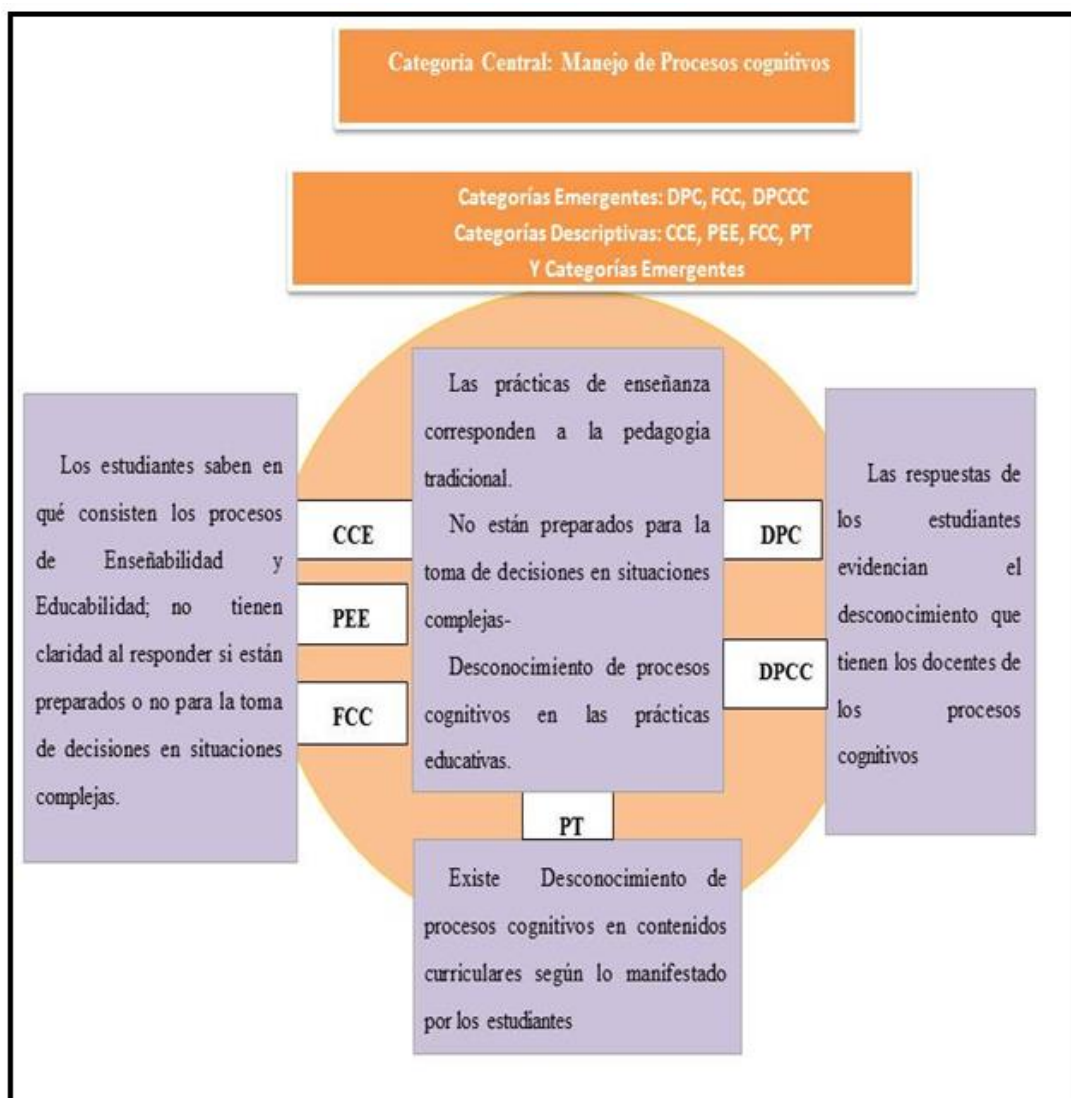 Categoria Central: Manejo de Procesos cognitivos
Categorías Emergentes: DPC, FCC, DPCCC
Categorías Descriptivas: CCE, PEE, FCC, PT
Y Categorías Emergentes
Los estudiantes saben en
qué consisten los procesos
de Enseñabilidad y
Educabilidad; no tienen
claridad al responder si están
preparados o no para la toma
de decisiones en situaciones
complejas.
CCE
PEE
FCC
Las prácticas de enseñanza
corresponden a la pedagogia
tradicional.
No están preparados para la
toma de decisiones en situaciones
complejas-
Desconocimiento de procesos
cognitivos en las prácticas
educativas.
DPC
DPCC
Las respuestas de
los estudiantes
evidencian el
desconocimiento que
tienen los docentes de
los procesos
cognitivos
PT
Existe Desconocimiento de
procesos cognitivos en contenidos
curriculares según lo manifestado
por los estudiantes